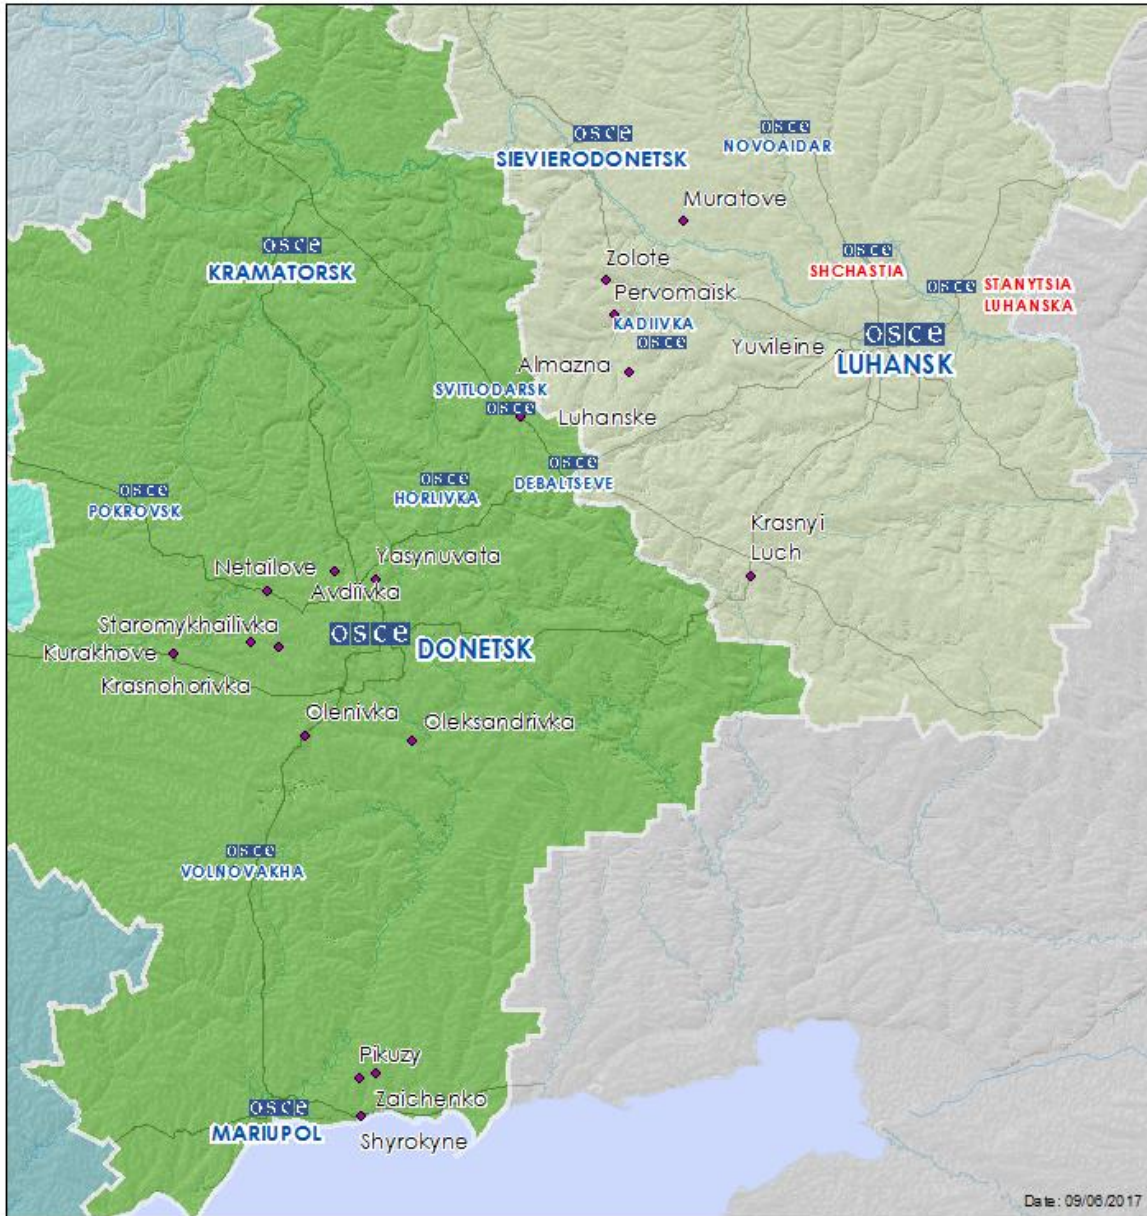 osce
SIEVIERODONETSK
osce
NOVOAIDAR
Muratove
osce
KRAMATORSK
osce
SHCHASTIA
Zolote
osce
STANYTSIA
LUHANSKA
Pervomaisk
KADIIVKA
osce
osce
LUHANSK
Yuvileine
Almazna
SVITLODARSK
osce
Luhanske
osce
DEBALTSEVE
osce
HORLIVKA
osce
POKROVSK
Krasnyi
Luch
Netailove
Yasynuvata
Avdiivka
Staromykhailivka
osce
DONETSK
Kurakhove
Krasnohorivka
Olenivka
Oleksandrivka
osce
VOLNOVAKHA
Pikuzy
Zaichenko
osce
MARIUPOL
Shyrokyne
Date: 09/06/2017